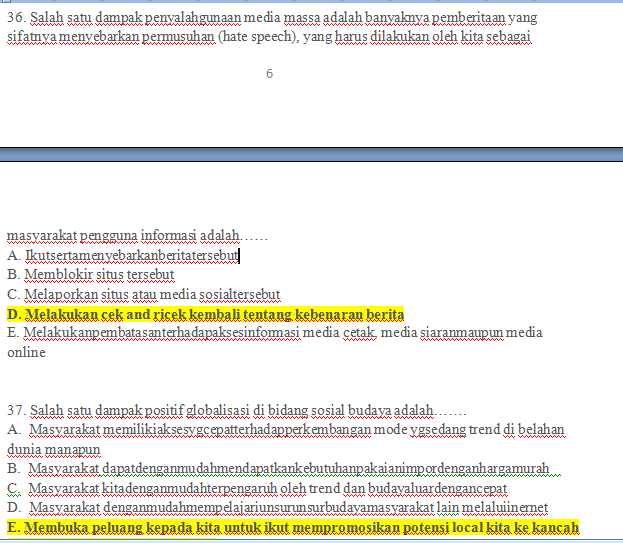 36. Salah satu dampak penyalahgunaan media massa adalah banyaknya pemberitaan yang
sifatnya menyebarkan permusuhan (hate speech), yang harus dilakukan oleh kita sebagai
6
masyarakat pengguna informasi adalah……
A. Ikutsertamenyebarkanberitatersebut
B. Memblokir situs tersebut
C. Melaporkan situs atau media sosialtersebut
D. Melakukan cek and ricek kembali tentang kebenaran berita
E. Melakukanpembatasanterhadapaksesinformasi media cetak, media siaranmaupun media
online
37. Salah satu dampak positif globalisasi di bidang sosial budaya adalah…….
A. Masyarakat memilikiaksesygcepatterhadapperkembangan mode ygsedang trend di belahan
dunia manapun
B. Masyarakat dapatdenganmudahmendapatkankebutuhanpakaianimpordenganhargamurah
C. Masyarakat kitadenganmudahterpengaruh oleh trend dan budayaluardengancepat
D. Masyarakat denganmudahmempelajariunsurunsurbudayamasyarakat lain melaluiinernet
E. Membuka peluang kepada kita untuk ikut mempromosikan potensi local kita ke kancah